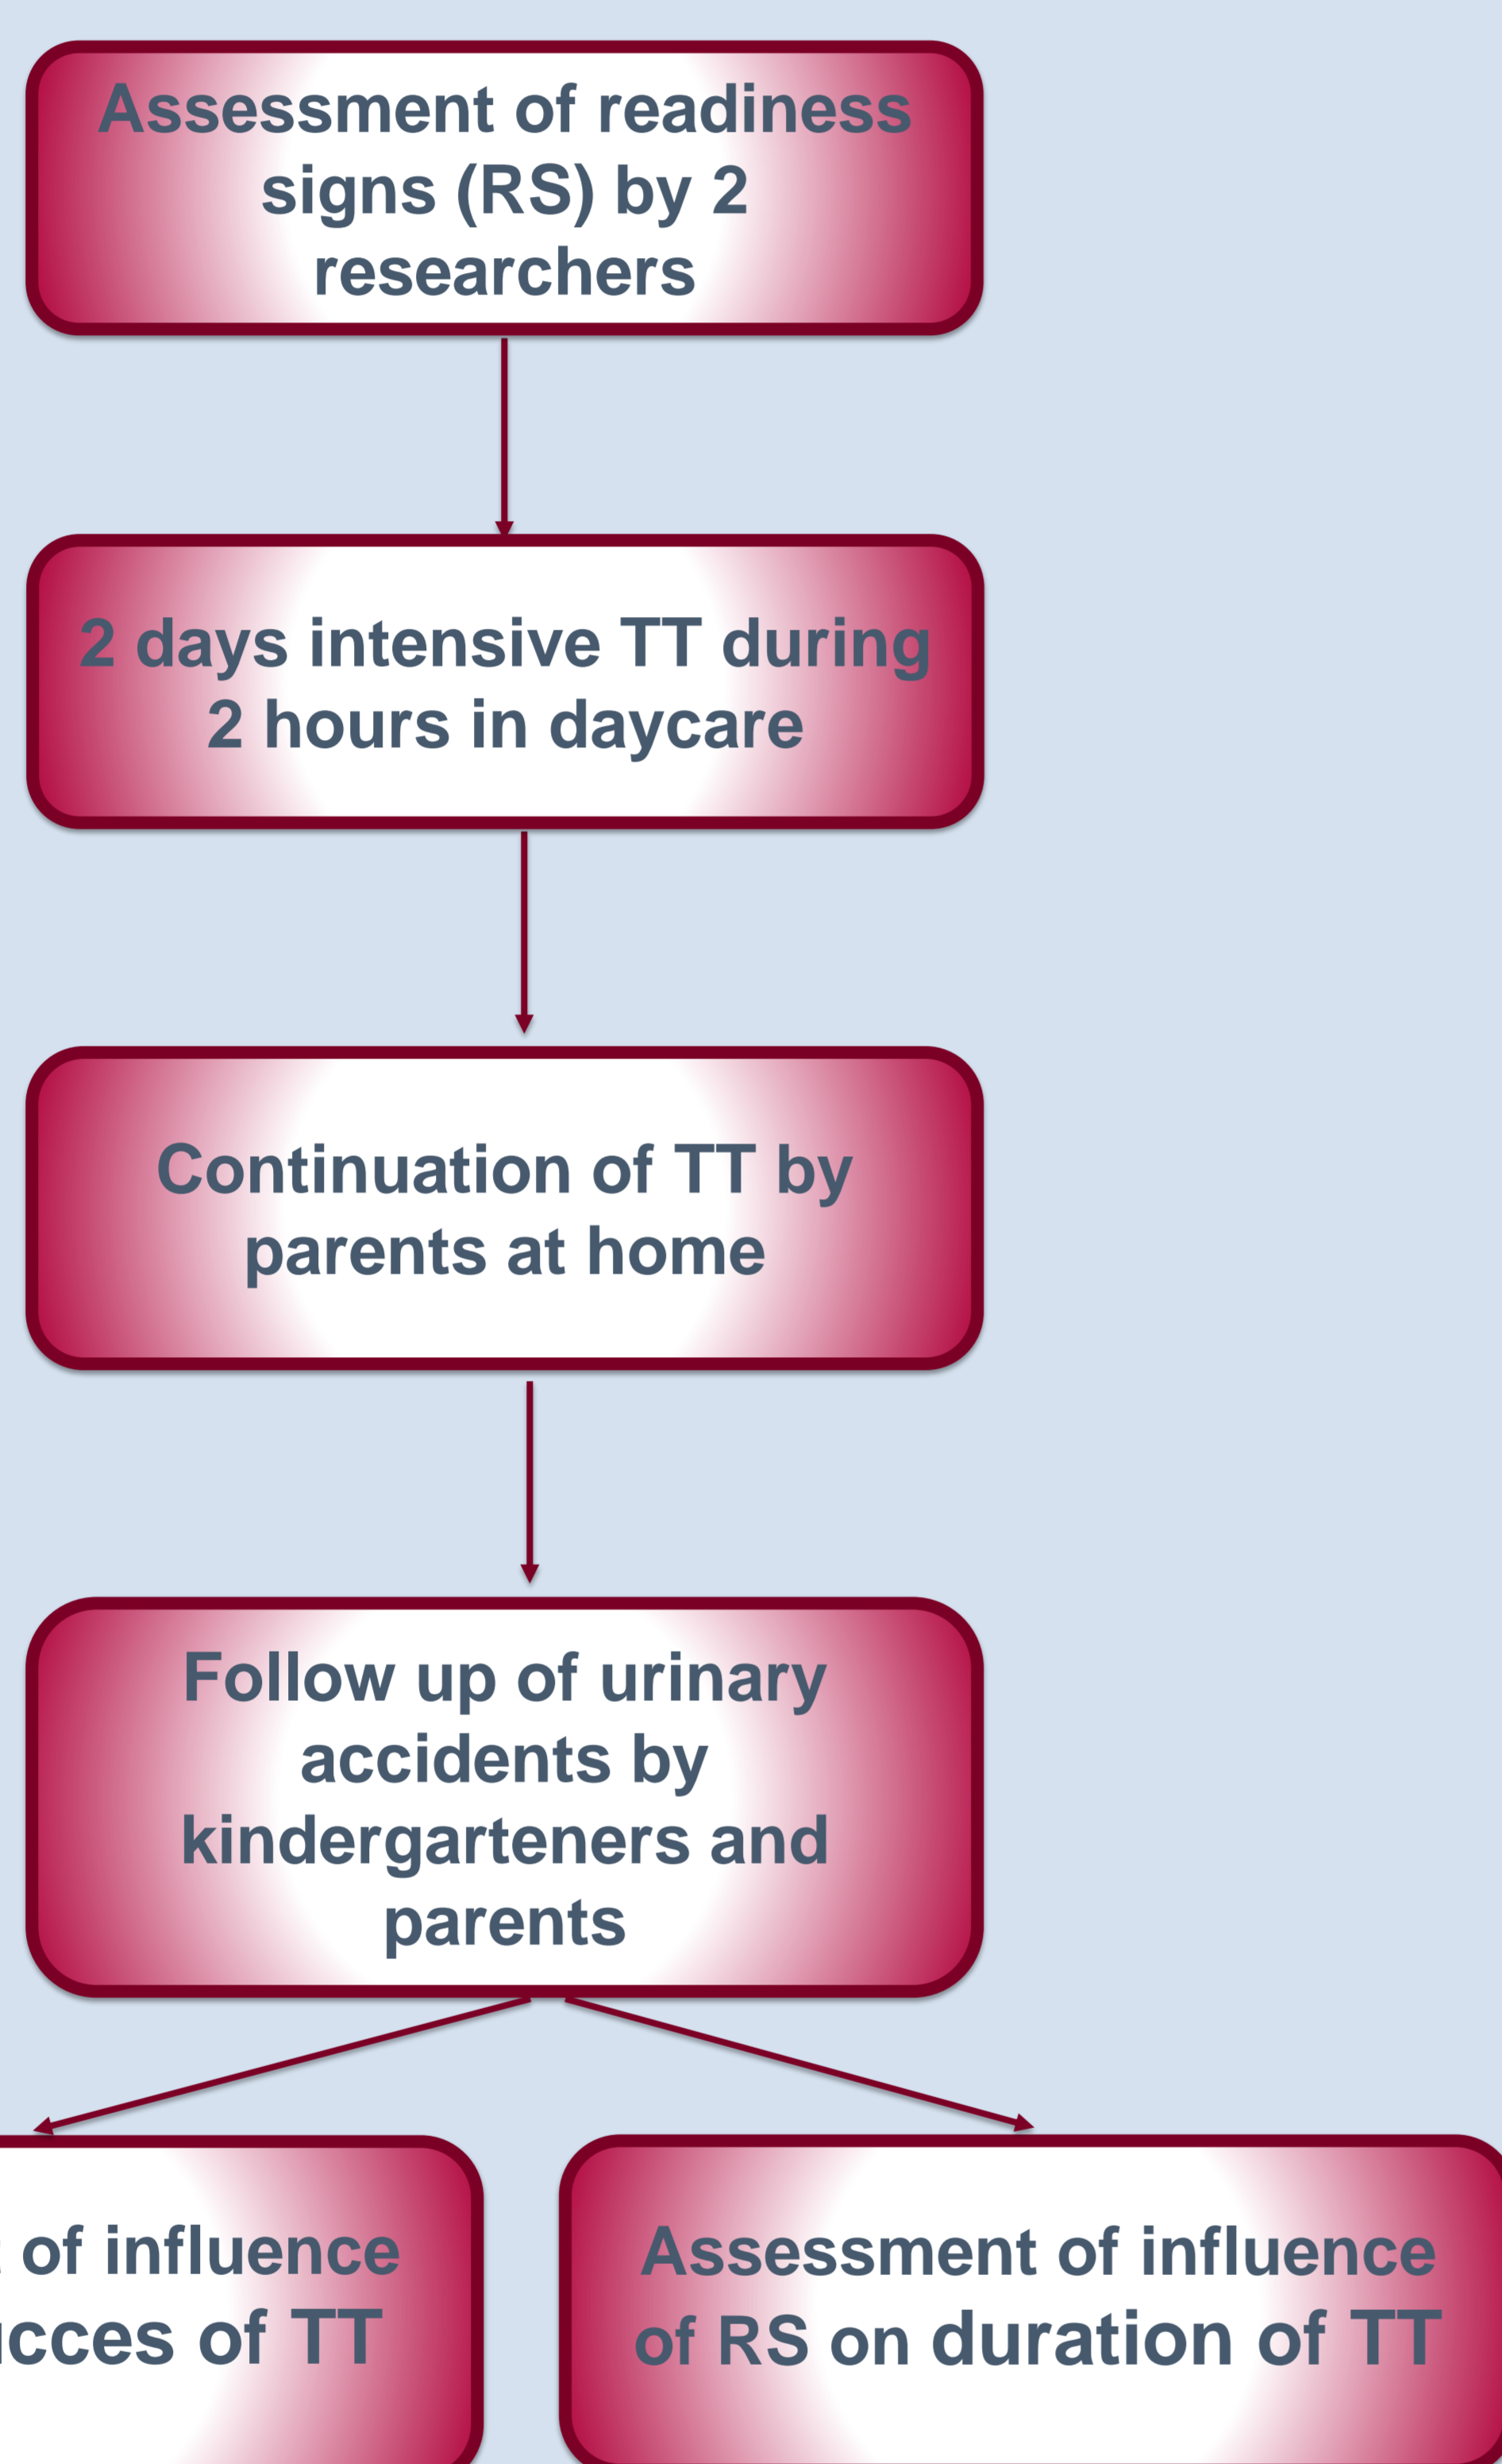 Assessment of readiness
signs (RS) by 2
researchers
2 days intensive TT during
2 hours in daycare
Continuation of TT by
parents at home
Follow up of urinary
accidents by
kindergarteners and
parents
of influence
of TT
Assessment of influence
of RS on duration of TT